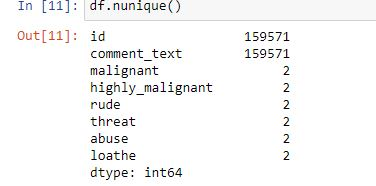 In [11]: df.nunique()
Out[11]: id 159571
comment_text 159571
malignant 2
highly_malignant 2
rude 2
threat 2
abuse 2
loathe 2
dtype: int64